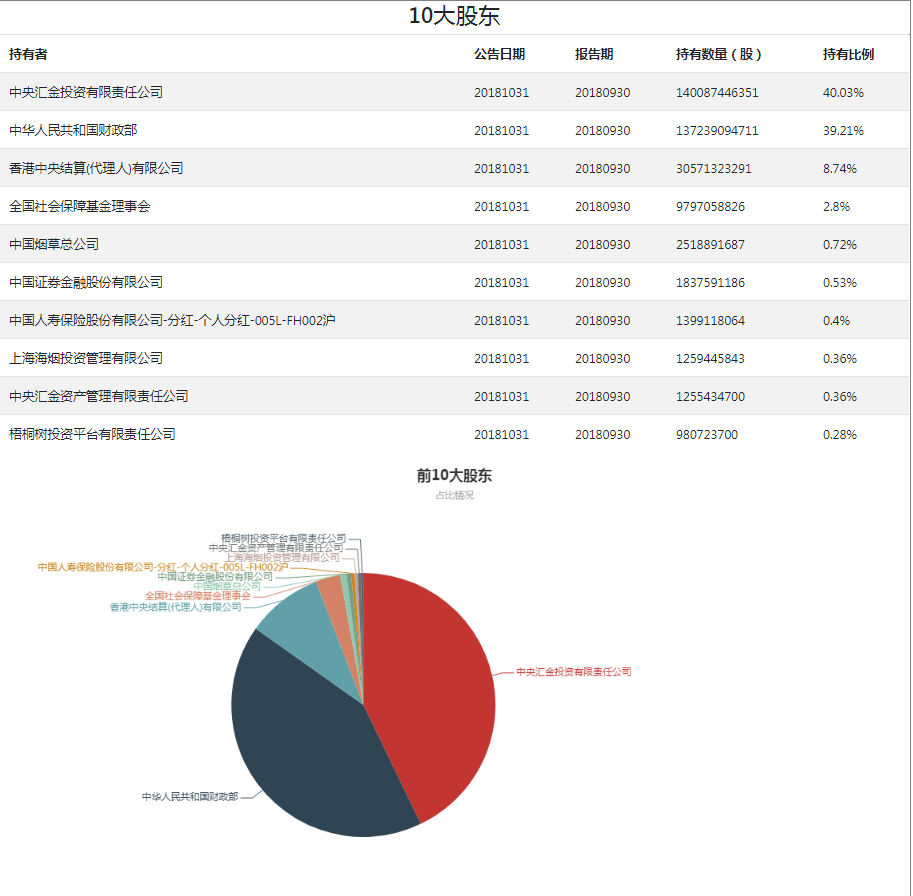 10大股东
持有者 公告日期 报告期 持有数量（股） 持有比例
中央汇金投资有限责任公司 20181031 20180930 140087446351 40.03%
中华人民共和国财政部 20181031 20180930 137239094711 39.21%
香港中央结算(代理人)有限公司 20181031 20180930 30571323291 8.74%
全国社会保障基金理事会 20181031 20180930 9797058826 2.8%
中国烟草总公司 20181031 20180930 2518891687 0.72%
中国证券金融股份有限公司 20181031 20180930 1837591186 0.53%
中国人寿保险股份有限公司-分红-个人分红-005L-FH002沪 20181031 20180930 1399118064 0.4%
上海海烟投资管理有限公司 20181031 20180930 1259445843 0.36%
中央汇金资产管理有限责任公司 20181031 20180930 1255434700 0.36%
梧桐树投资平台有限责任公司 20181031 20180930 980723700 0.28%
前10大股东
占比情况
梧桐树投资平台有限责任公司
中央汇金资产管理有限责任公司
上海海烟投资管理有限公司
中国人寿保险股份有限公司-分红-个人分红-005L-FH002沪
中国证券金融股份有限公司
中国烟草总公司
全国社会保障基金理事会
香港中央结算(代理人)有限公司
中央汇金投资有限责任公司
中华人民共和国财政部